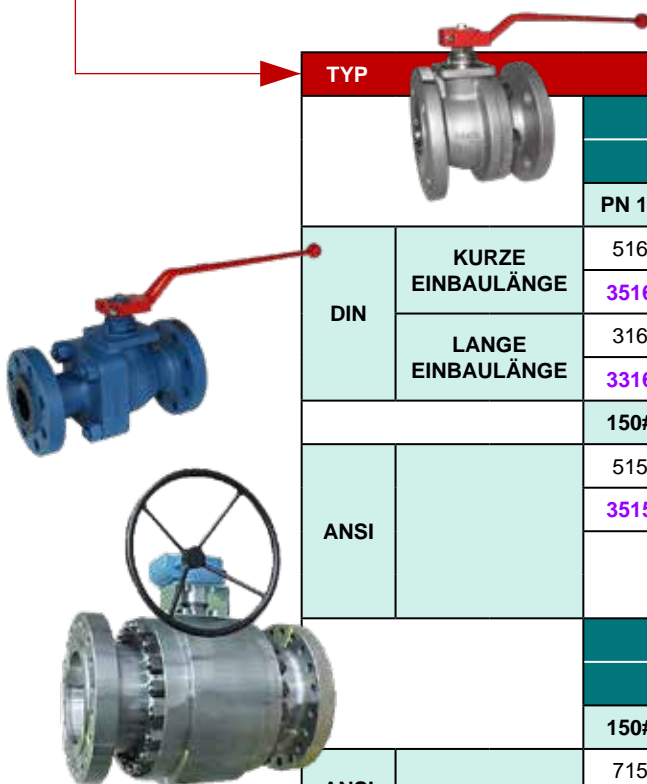 TYP
PN 1
KURZE
EINBAULÄNGE
516
3516
DIN
LANGE
EINBAULÄNGE
316
3316
150#
ANSI
515
3515
150#
715
ANSI